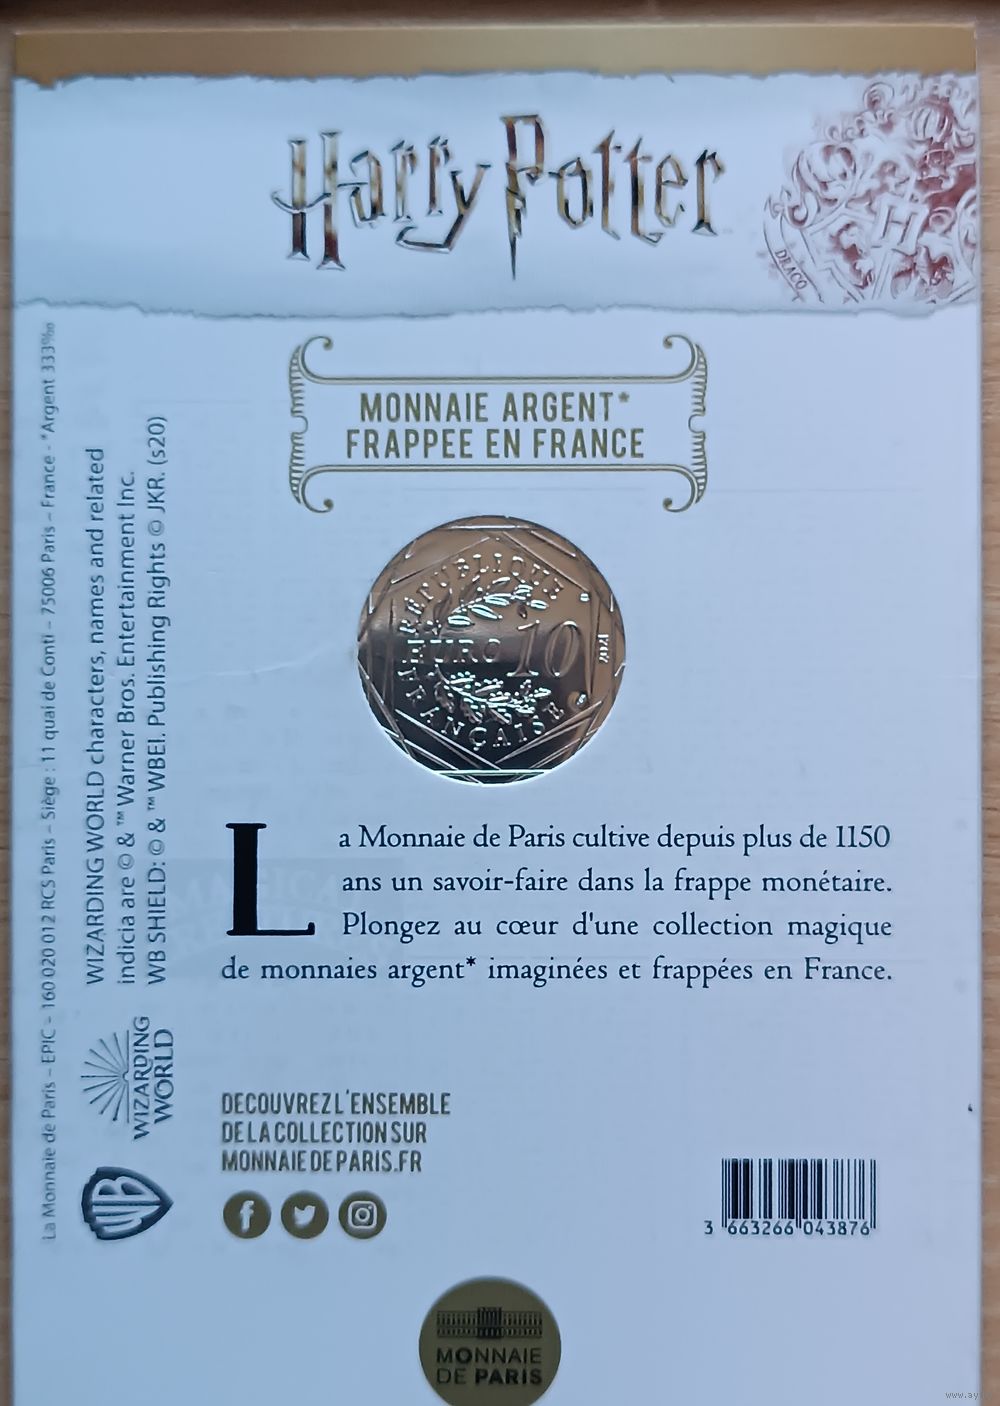 Harry Potter
DRACO
H
MONNAIE ARGENT*
FRAPPEE EN FRANCE
RÉPUBLIQUE
EURO 10
2021
FRANÇAISE
La Monnaie de Paris cultive depuis plus de 1150
ans un savoir-faire dans la frappe monétaire.
Plongez au cœur d'une collection magique
de monnaies argent* imaginées et frappées en France.
DECOUVREZ L'ENSEMBLE
DE LA COLLECTION SUR
MONNAIEDEPARIS.FR
3 663266 043876
MONNAIE
DE PARIS
La Monnaie de Paris – EPIC - 160 020 012 RCS Paris – Siège : 11 quai de Conti – 75006 Paris – France - *Argent 333‰
WIZARDING WORLD characters, names and related
indicia are © & ™ Warner Bros. Entertainment Inc.
WB SHIELD: © & ™ WBEI. Publishing Rights © JKR. (s20)
WIZARDING
WORLD
WB